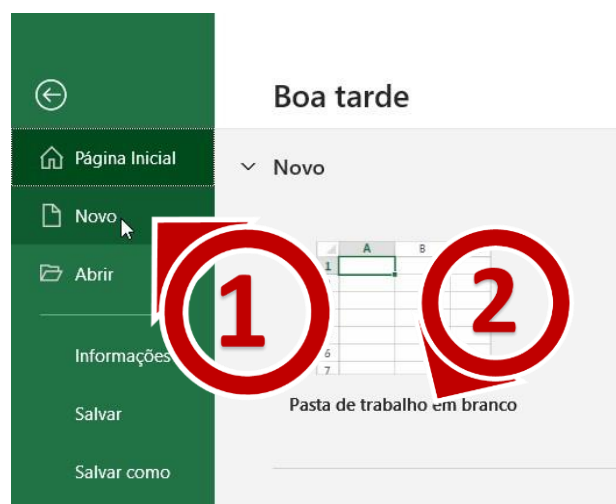 Boa tarde
Página Inicial
Novo
Novo
Abrir
Informações
Salvar
Salvar como
A B
1
6
7
Pasta de trabalho em branco
1
2